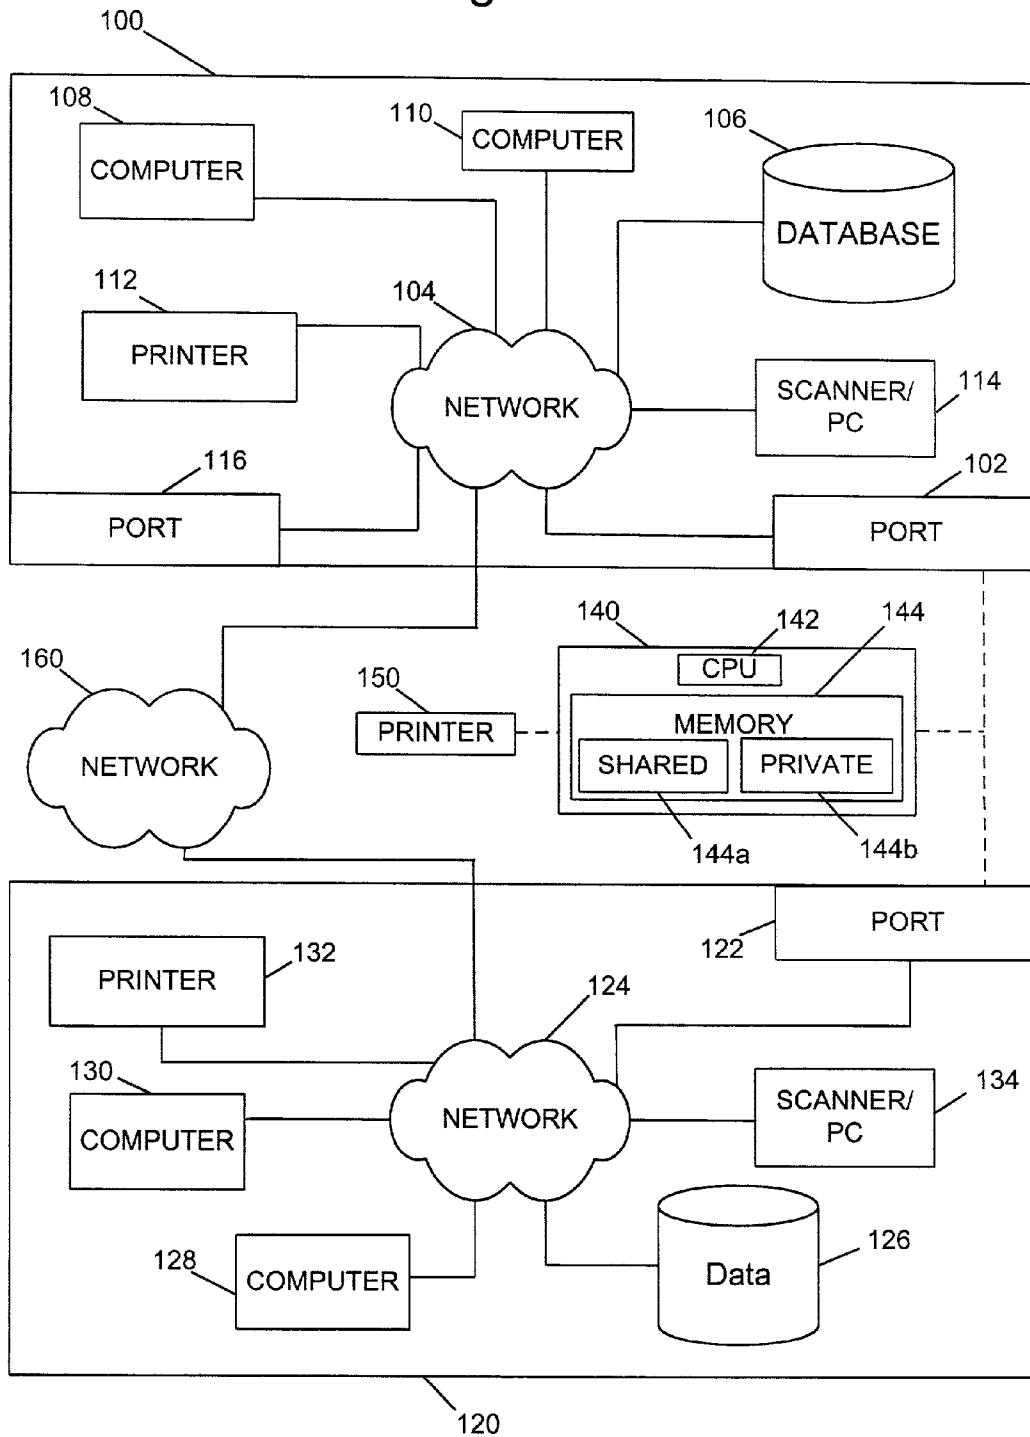 100
108
COMPUTER
110
COMPUTER
106
DATABASE
112
PRINTER
104
NETWORK
SCANNER/
PC
114
116
PORT
102
PORT
160
NETWORK
150
PRINTER
140
142
144
CPU
MEMORY
SHARED
PRIVATE
144a
144b
122
PORT
PRINTER
132
124
NETWORK
130
COMPUTER
SCANNER/
PC
134
128
COMPUTER
Data
126
120